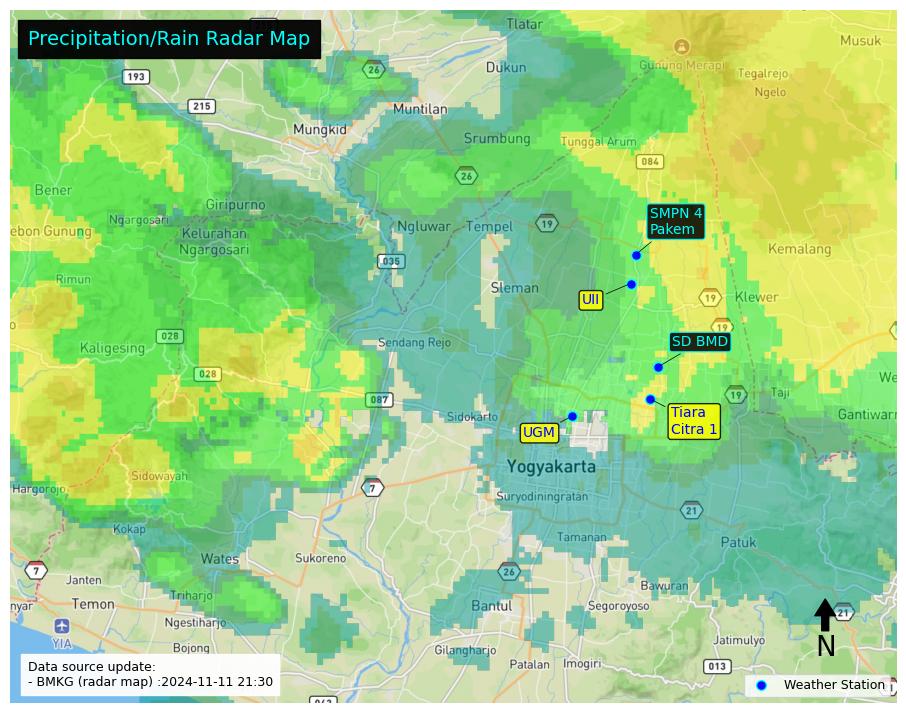 Precipitation/Rain Radar Map
Tlatar
Musuk
193
26
Dukun
Gunung Merapi
Tegalrejo
Ngelo
215
Muntilan
Mungkid
Srumbung
Tunggal Arum
084
26
Bener
Giripurno
Ngargosari
SMPN 4
Pakem
ebon Gunung
Kelurahan
Ngargosari
Ngluwar
Tempel
19
Kemalang
035
Rimun
Sleman
UII
19
Klewer
19
028
Kaligesing
Sendang Rejo
SD BMD
028
We
087
19
Taji
Sidokarto
Tiara
Citra 1
Gantiwar
UGM
Yogyakarta
Sidowayah
Hargorojo
7
Suryodiningratan
21
Kokap
Tamanan
Patuk
Wates
Sukoreno
7
26
Janten
Bawuran
Temon
Triharjo
Bantul
Segoroyoso
nyar
21
Ngestiharjo
YIA
N
Bojong
Gilangharjo
Jatimulyo
Patalan
Imogiri
013
Data source update:
- BMKG (radar map) :2024-11-11 21:30
Weather Station